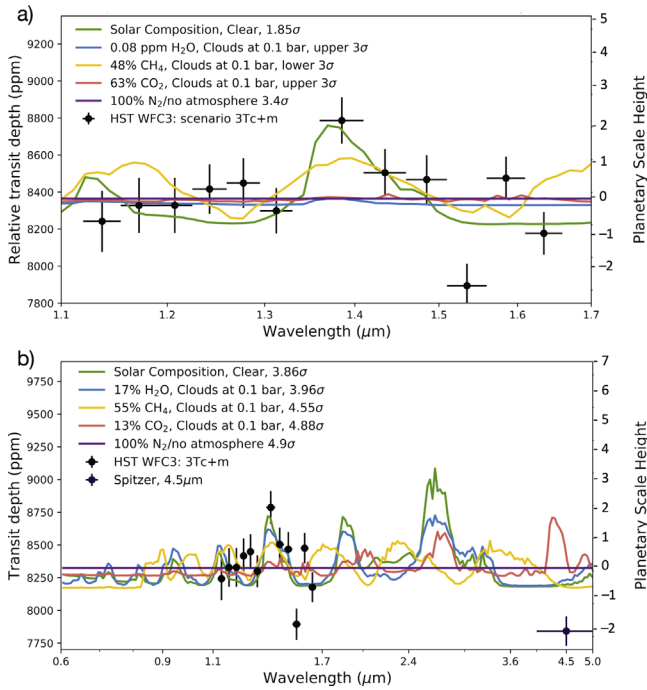 a)
Solar Composition, Clear, 1.85σ
0.08 ppm H₂O, Clouds at 0.1 bar, upper 3σ
48% CH₄, Clouds at 0.1 bar, lower 3σ
63% CO₂, Clouds at 0.1 bar, upper 3σ
100% N₂/no atmosphere 3.4σ
HST WFC3: scenario 3Tc+m
Relative transit depth (ppm)
9200
9000
8800
8600
8400
8200
8000
7800
Planetary Scale Height
5
4
3
2
1
0
−1
−2
1.1 1.2 1.3 1.4 1.5 1.6 1.7
Wavelength (μm)
b)
Solar Composition, Clear, 3.86σ
17% H₂O, Clouds at 0.1 bar, 3.96σ
55% CH₄, Clouds at 0.1 bar, 4.55σ
13% CO₂, Clouds at 0.1 bar, 4.88σ
100% N₂/no atmosphere 4.9σ
HST WFC3: 3Tc+m
Spitzer, 4.5μm
Transit depth (ppm)
9750
9500
9250
9000
8750
8500
8250
8000
7750
Planetary Scale Height
7
6
5
4
3
2
1
0
−1
−2
0.6 0.9 1.1 1.7 2.4 3.6 4.5 5.0
Wavelength (μm)